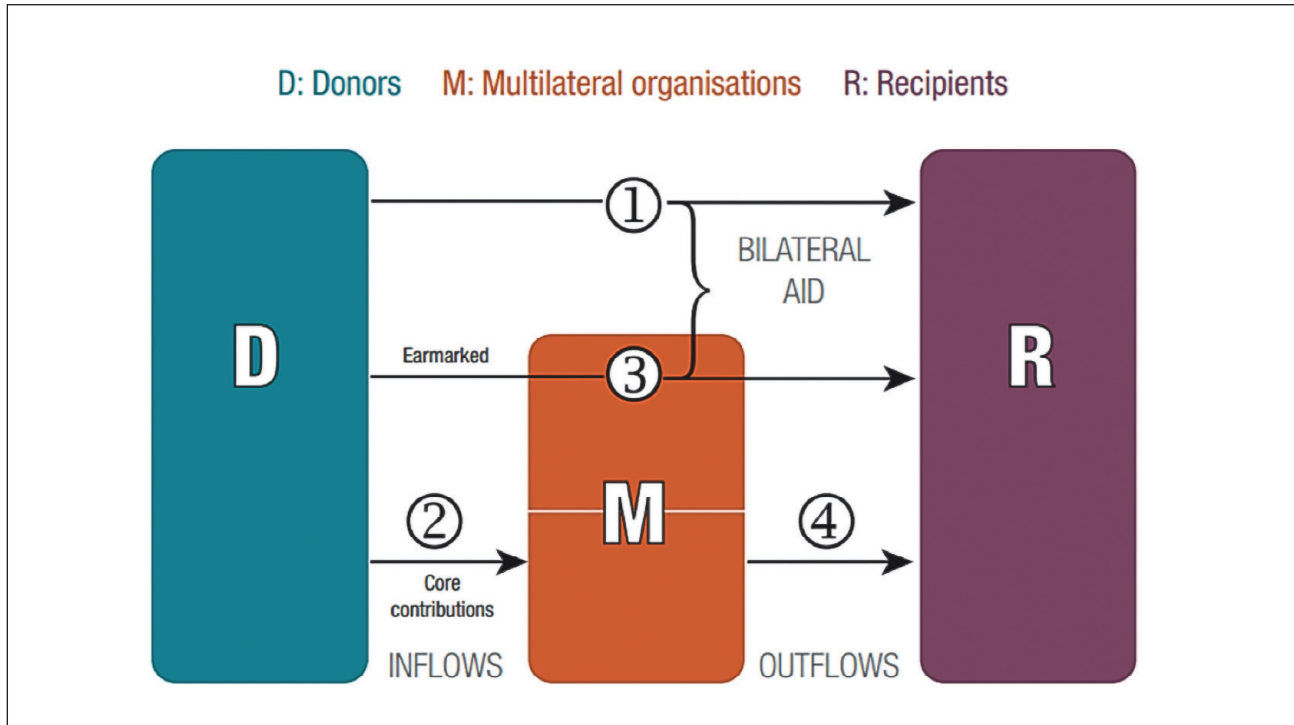 D: Donors M: Multilateral organisations R: Recipients
①
BILATERAL
AID
D
R
Earmarked
③
M
②
④
Core
contributions
INFLOWS
OUTFLOWS